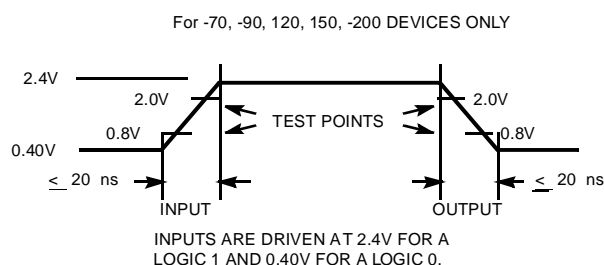 For -70, -90, 120, 150, -200 DEVICES ONLY
2.4V
2.0V
2.0V
TEST POINTS
0.8V
0.8V
0.40V
≤ 20 ns
≤ 20 ns
INPUT
OUTPUT
INPUTS ARE DRIVEN AT 2.4V FOR A
LOGIC 1 AND 0.40V FOR A LOGIC 0.